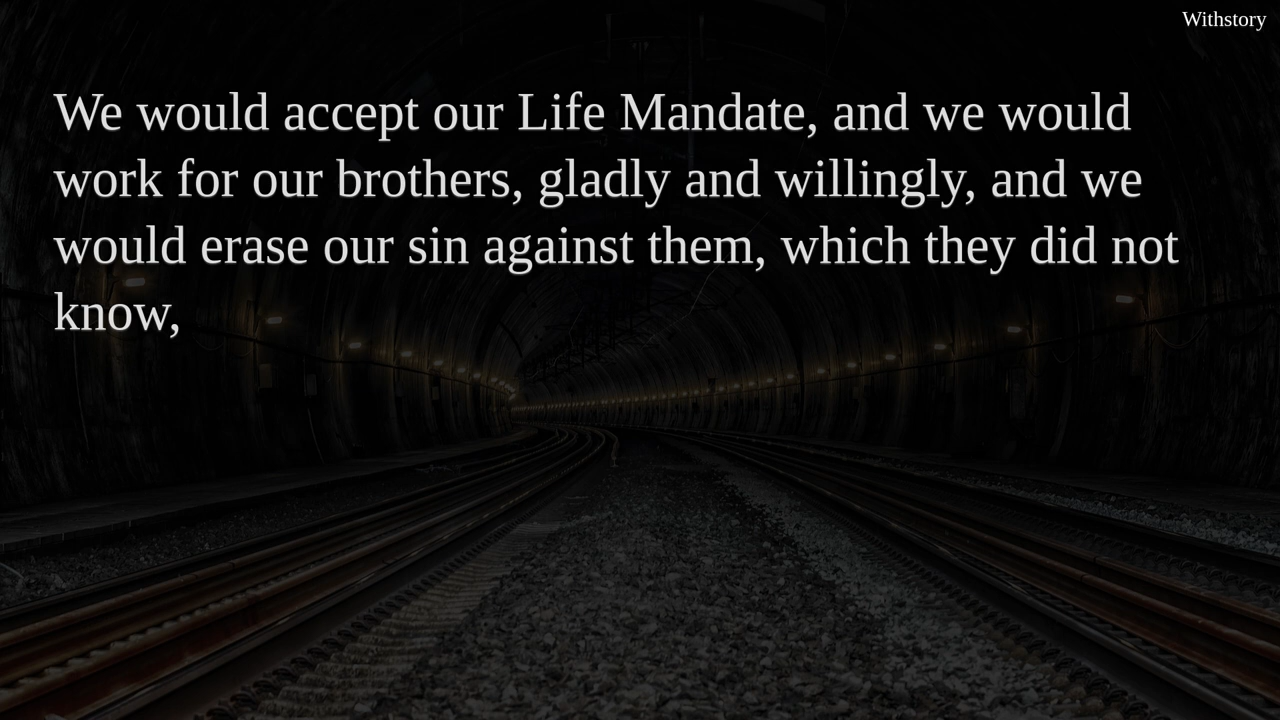 Withstory
We would accept our Life Mandate, and we would
work for our brothers, gladly and willingly, and we
would erase our sin against them, which they did not
know,